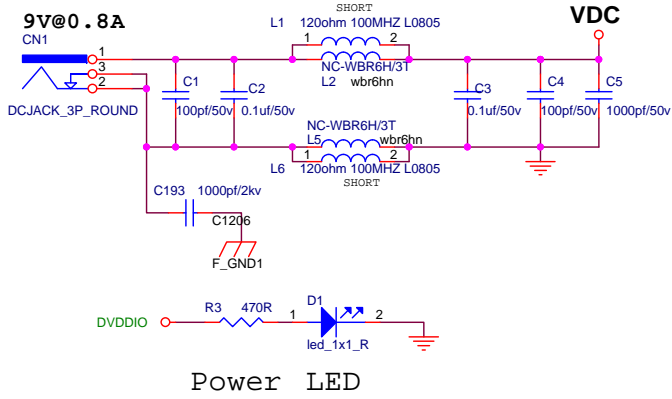 9V@0.8A
CN1
1
3
2
DCJACK_3P_ROUND
SHORT
L1 120ohm 100MHZ L0805
1 2
NC-WBR6H/3T
L2 wbr6hn
VDC
C1
100pf/50v
C2
0.1uf/50v
C3
0.1uf/50v
C4
100pf/50v
C5
1000pf/50v
NC-WBR6H/3T
L5 wbr6hn
1 2
L6 120ohm 100MHZ L0805
SHORT
C193 1000pf/2kv
C1206
F_GND1
DVDDIO
R3 470R
1
D1
2
led_1x1_R
Power LED